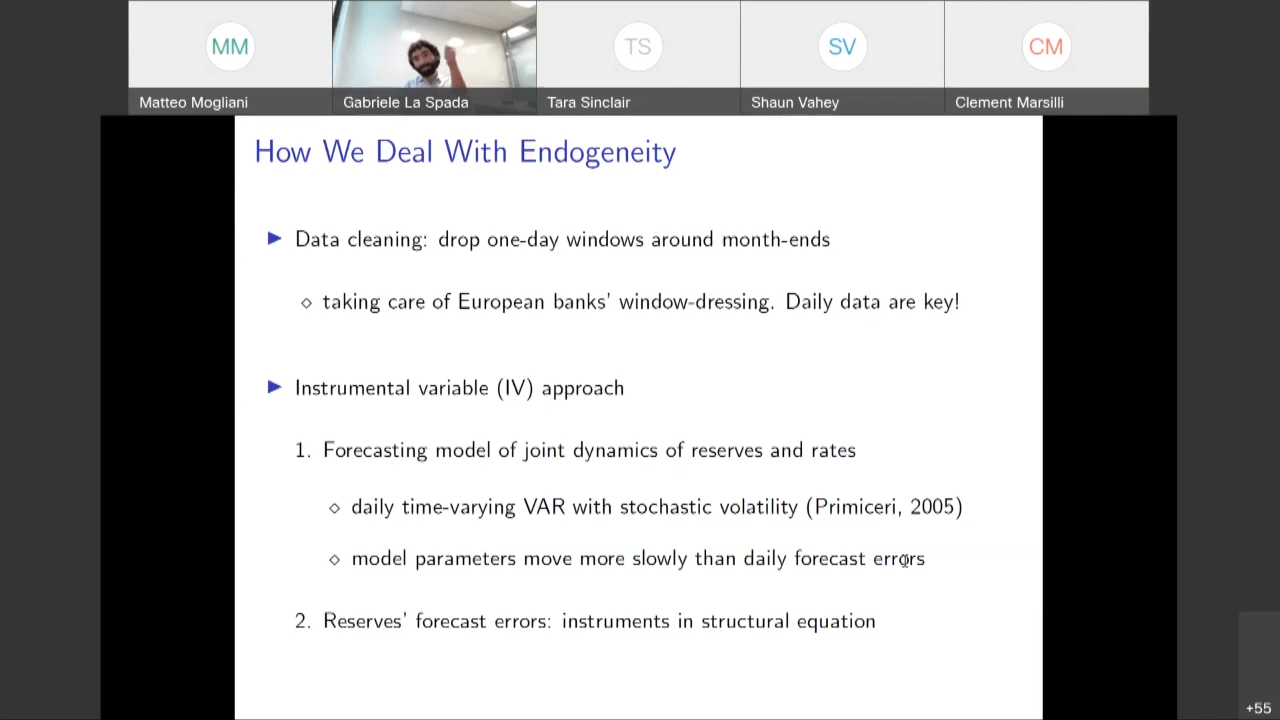 MM
TS
SV
CM
Matteo Mogliani
Gabriele La Spada
Tara Sinclair
Shaun Vahey
Clement Marsilli
How We Deal With Endogeneity
▶ Data cleaning: drop one-day windows around month-ends
⋄ taking care of European banks' window-dressing. Daily data are key!
▶ Instrumental variable (IV) approach
1. Forecasting model of joint dynamics of reserves and rates
⋄ daily time-varying VAR with stochastic volatility (Primiceri, 2005)
⋄ model parameters move more slowly than daily forecast errors
2. Reserves' forecast errors: instruments in structural equation
+55